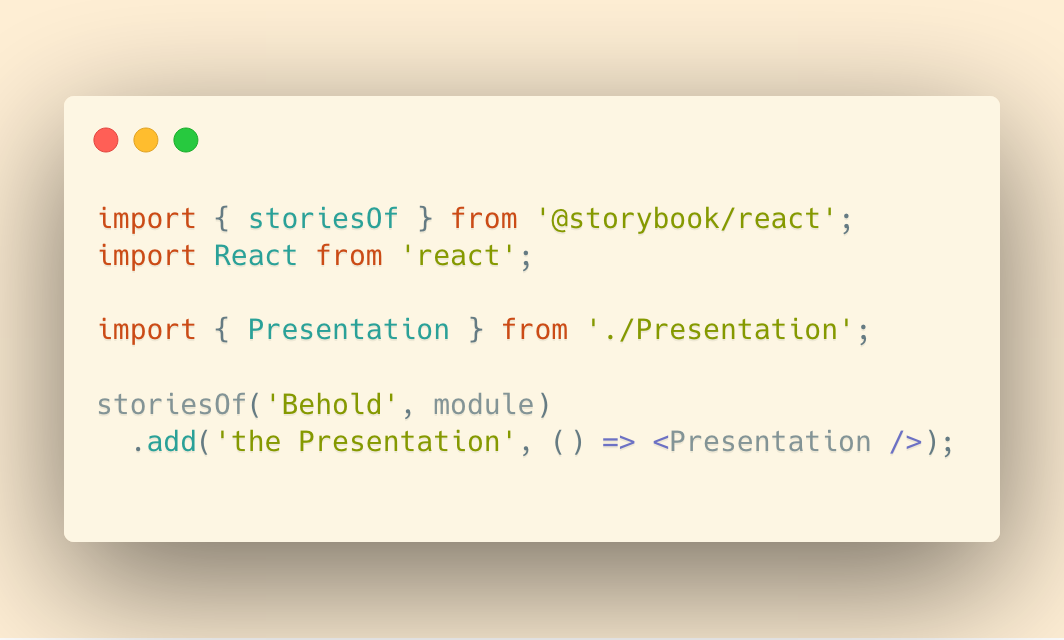 import { storiesOf } from '@storybook/react';
import React from 'react';
import { Presentation } from './Presentation';
storiesOf('Behold', module)
.add('the Presentation', () => <Presentation />);